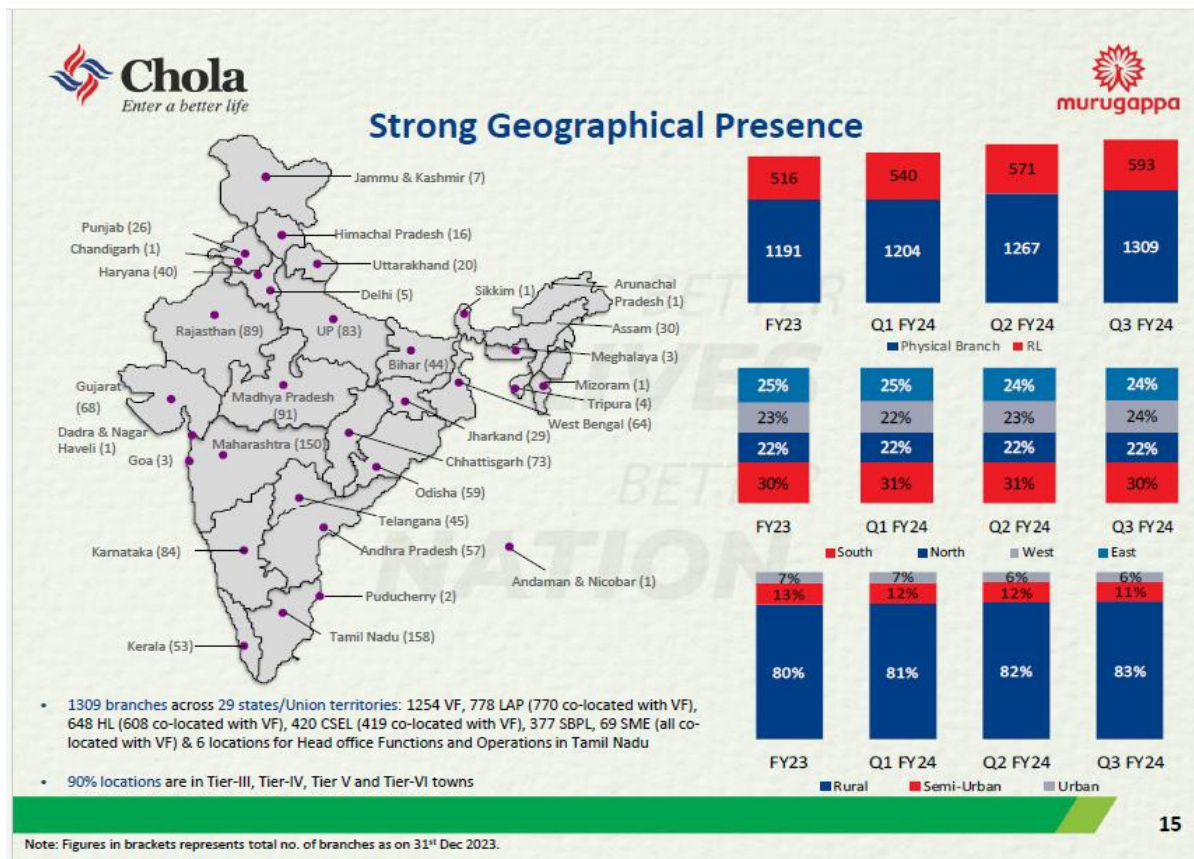 Chola
Enter a better life
murugappa
Strong Geographical Presence
Jammu & Kashmir (7)
Punjab (26)
Himachal Pradesh (16)
Chandigarh (1)
Uttarakhand (20)
Haryana (40)
Delhi (5)
Sikkim (1)
Arunachal
Pradesh (1)
Rajasthan (89)
UP (83)
Assam (30)
Bihar (44)
Meghalaya (3)
Gujarat
(68)
Madhya Pradesh
(91)
Mizoram (1)
Tripura (4)
West Bengal (64)
Jharkand (29)
Dadra & Nagar
Haveli (1)
Maharashtra (150)
Chhattisgarh (73)
Goa (3)
Odisha (59)
Telangana (45)
Karnataka (84)
Andhra Pradesh (57)
Andaman & Nicobar (1)
Puducherry (2)
Tamil Nadu (158)
Kerala (53)
BETTER
LIVES
BETTER
NATION
516 540 571 593
1191 1204 1267 1309
FY23 Q1 FY24 Q2 FY24 Q3 FY24
Physical Branch RL
25% 25% 24% 24%
23% 22% 23% 24%
22% 22% 22% 22%
30% 31% 31% 30%
FY23 Q1 FY24 Q2 FY24 Q3 FY24
South North West East
7% 7% 6% 6%
13% 12% 12% 11%
80% 81% 82% 83%
FY23 Q1 FY24 Q2 FY24 Q3 FY24
Rural Semi-Urban Urban
• 1309 branches across 29 states/Union territories: 1254 VF, 778 LAP (770 co-located with VF),
648 HL (608 co-located with VF), 420 CSEL (419 co-located with VF), 377 SBPL, 69 SME (all co-
located with VF) & 6 locations for Head office Functions and Operations in Tamil Nadu
• 90% locations are in Tier-III, Tier-IV, Tier V and Tier-VI towns
15
Note: Figures in brackets represents total no. of branches as on 31st Dec 2023.